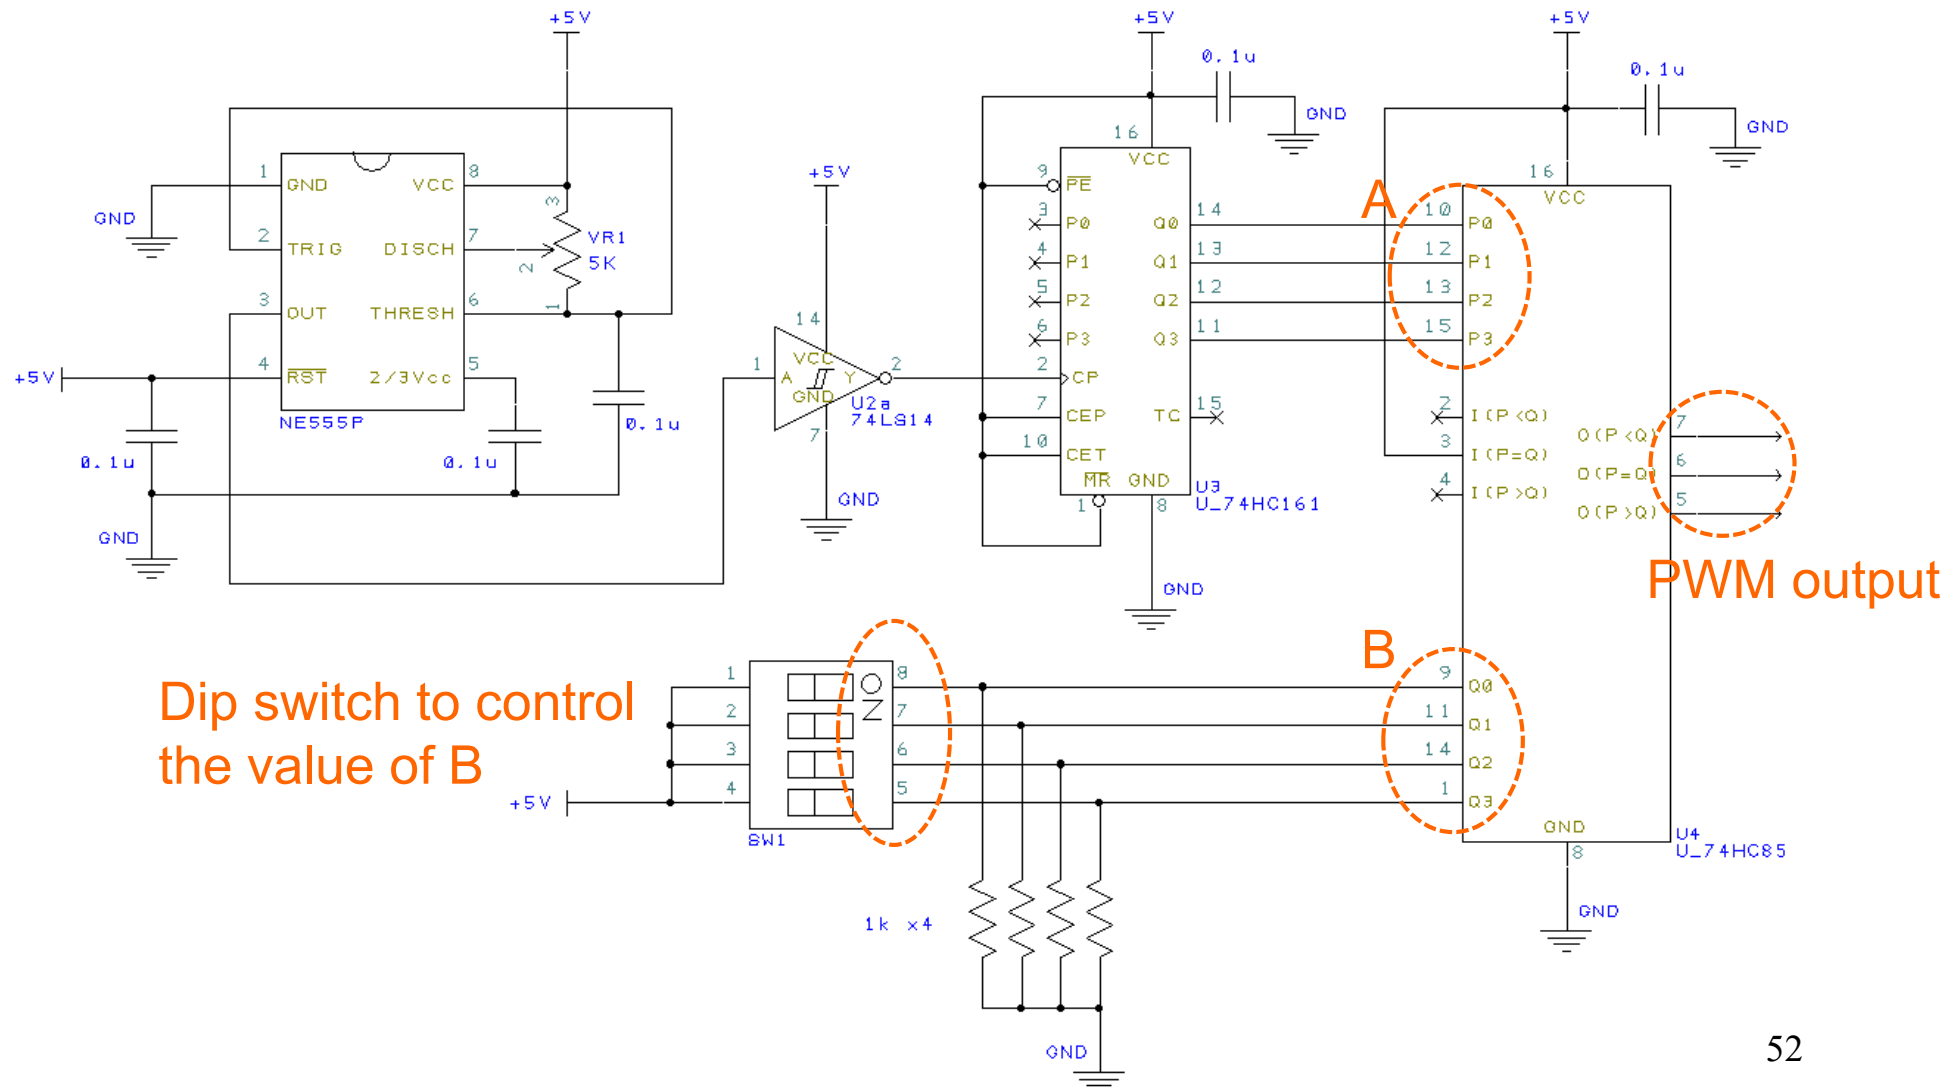 +5V
+5V
+5V
0.1u
0.1u
GND
GND
1 GND VCC 8
2 TRIG DISCH 7
3 OUT THRESH 6
4 RST 2/3Vcc 5
NE555P
GND
3
2
1
VR1
5K
+5V
0.1u
0.1u
0.1u
GND
+5V
14
VCC
1 A Y 2
GND
7
U2a
74LS14
GND
16
VCC
9 PE
3 P0 Q0 14
4 P1 Q1 13
5 P2 Q2 12
6 P3 Q3 11
2 CP
7 CEP TC 15
10 CET
MR GND
1 8
U3
U_74HC161
GND
A
16
VCC
10 P0
12 P1
13 P2
15 P3
2 I(P<Q)
3 I(P=Q)
4 I(P>Q)
O(P<Q) 7
O(P=Q) 6
O(P>Q) 5
PWM output
B
9 Q0
11 Q1
14 Q2
1 Q3
GND
8
U4
U_74HC85
GND
Dip switch to control
the value of B
+5V
1 8
2 7
3 6
4 5
ON
SW1
1k x4
GND
52